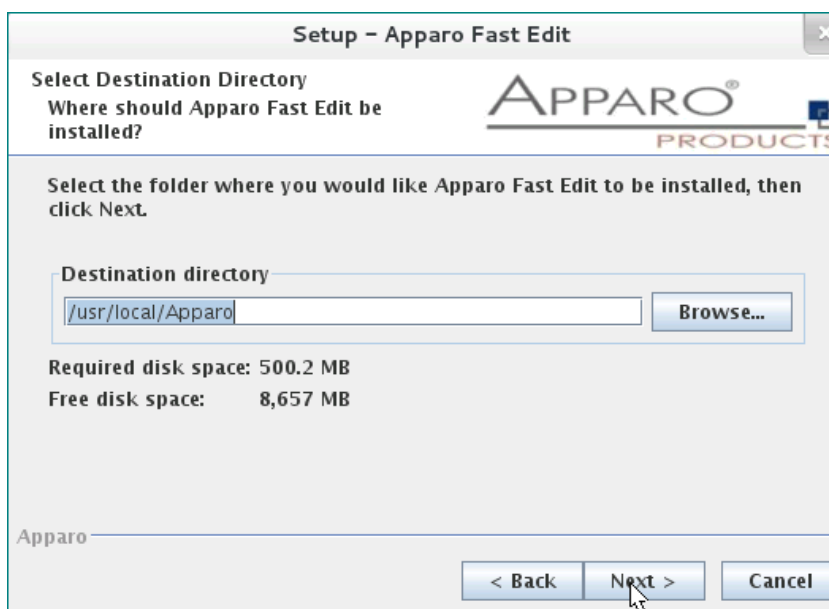 Setup - Apparo Fast Edit
Select Destination Directory
Where should Apparo Fast Edit be
installed?
APPARO®
PRODUCTS
Select the folder where you would like Apparo Fast Edit to be installed, then
click Next.
Destination directory
/usr/local/Apparo
Browse...
Required disk space: 500.2 MB
Free disk space: 8,657 MB
Apparo
< Back Next > Cancel